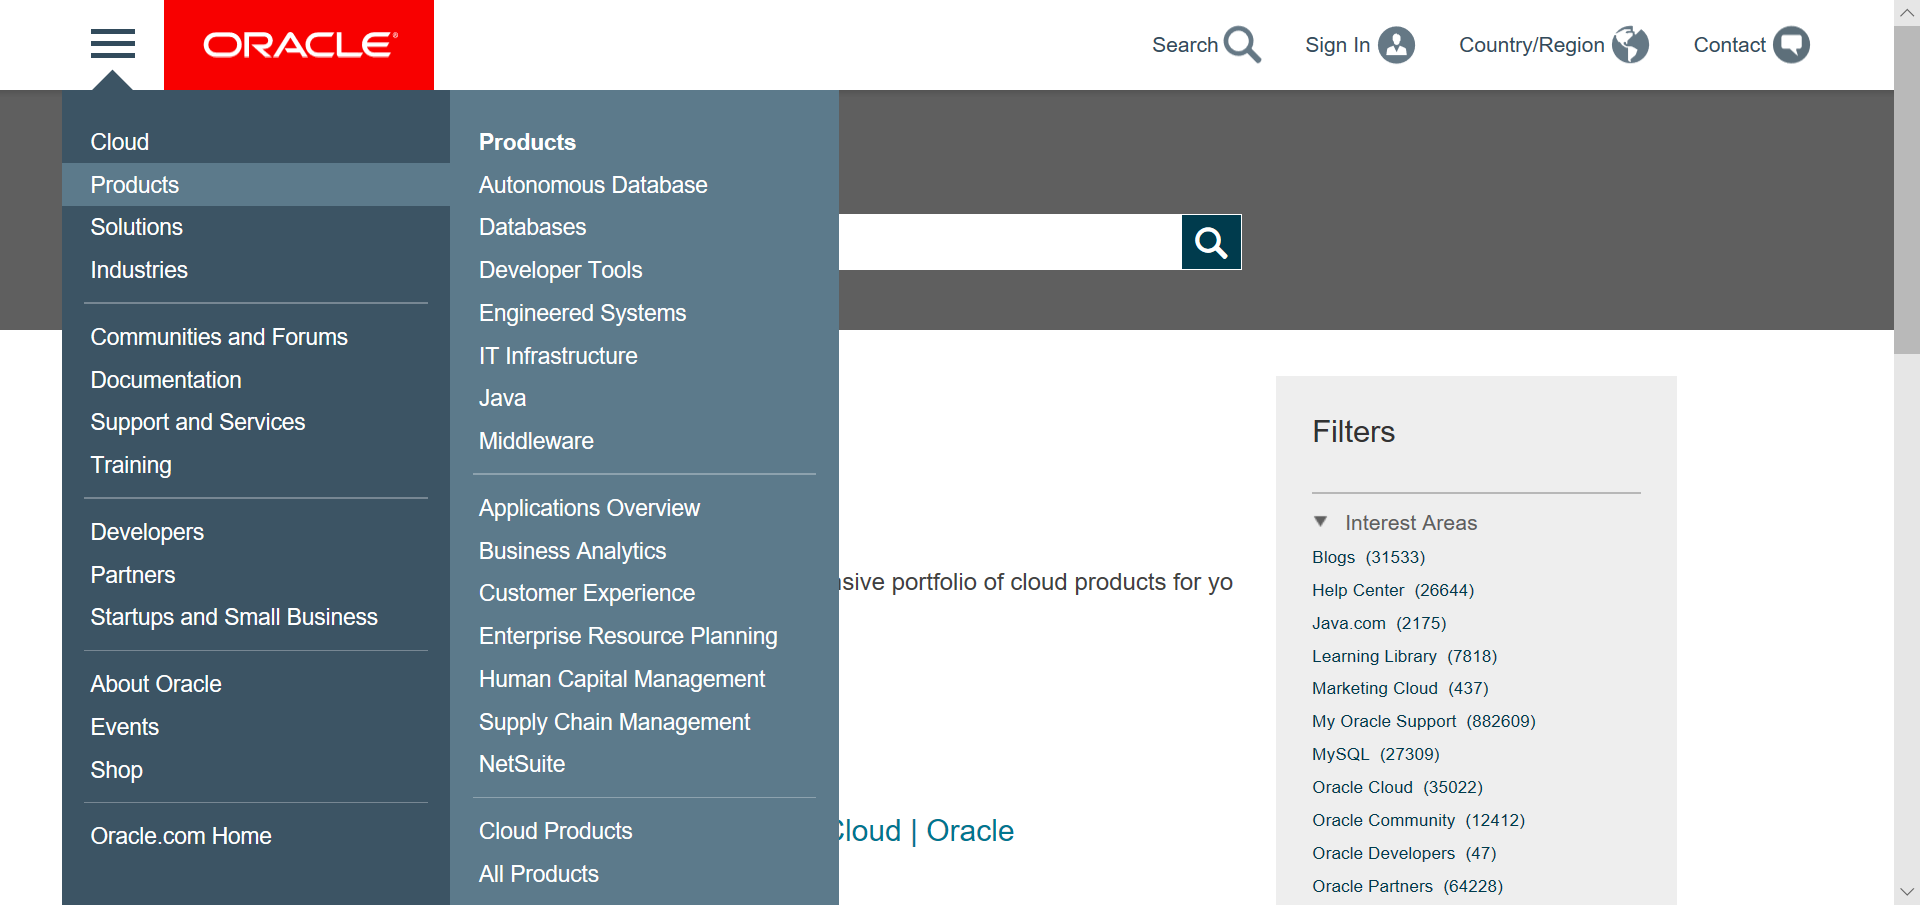 ORACLE
Search
Sign In
Country/Region
Contact
Cloud
Products
Solutions
Industries
Communities and Forums
Documentation
Support and Services
Training
Developers
Partners
Startups and Small Business
About Oracle
Events
Shop
Oracle.com Home
Products
Autonomous Database
Databases
Developer Tools
Engineered Systems
IT Infrastructure
Java
Middleware
Applications Overview
Business Analytics
Customer Experience
Enterprise Resource Planning
Human Capital Management
Supply Chain Management
NetSuite
Cloud Products
All Products
portfolio of cloud products for yo
Cloud | Oracle
Filters
Interest Areas
Blogs (31533)
Help Center (26644)
Java.com (2175)
Learning Library (7818)
Marketing Cloud (437)
My Oracle Support (882609)
MySQL (27309)
Oracle Cloud (35022)
Oracle Community (12412)
Oracle Developers (47)
Oracle Partners (64228)